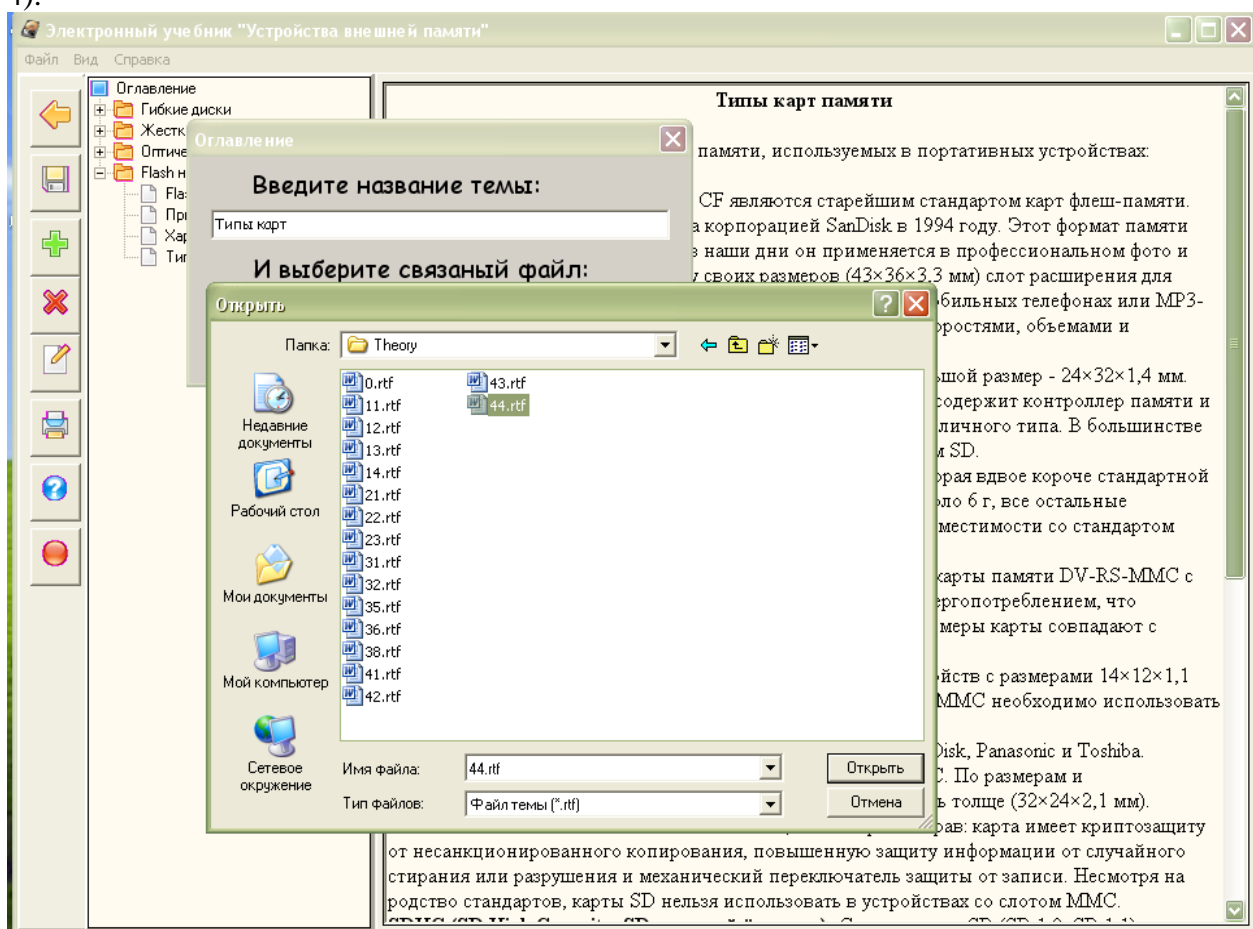 4).
Электронный учебник "Устройства внешней памяти"
Файл Вид Справка
Оглавление
Гибкие диски
Жестк
Оптиче
Flash н
Fla
При
Хар
Тип
Оглавление
Введите название темы:
Типы карт
И выберите связаный файл:
Открыть
Папка: Theory
Недавние документы
Рабочий стол
Мои документы
Мой компьютер
Сетевое окружение
0.rtf
11.rtf
12.rtf
13.rtf
14.rtf
21.rtf
22.rtf
23.rtf
31.rtf
32.rtf
35.rtf
36.rtf
38.rtf
41.rtf
42.rtf
43.rtf
44.rtf
Имя файла: 44.rtf Открыть
Тип файлов: Файл темы (*.rtf) Отмена
Типы карт памяти
памяти, используемых в портативных устройствах:
CF являются старейшим стандартом карт флеш-памяти.
а корпорацией SanDisk в 1994 году. Этот формат памяти
в наши дни он применяется в профессиональном фото и
у своих размеров (43×36×3,3 мм) слот расширения для
обильных телефонах или MP3-
оростями, объемами и
ьшой размер - 24×32×1,4 мм.
содержит контроллер памяти и
личного типа. В большинстве
м SD.
орая вдвое короче стандартной
оло 6 г, все остальные
местимости со стандартом
карты памяти DV-RS-MMC с
ергопотреблением, что
меры карты совпадают с
ойств с размерами 14×12×1,1
MMC необходимо использовать
Disk, Panasonic и Toshiba.
C. По размерам и
ь толще (32×24×2,1 мм).
рав: карта имеет криптозащиту
от несанкционированного копирования, повышенную защиту информации от случайного
стирания или разрушения и механический переключатель защиты от записи. Несмотря на
родство стандартов, карты SD нельзя использовать в устройствах со слотом MMC.